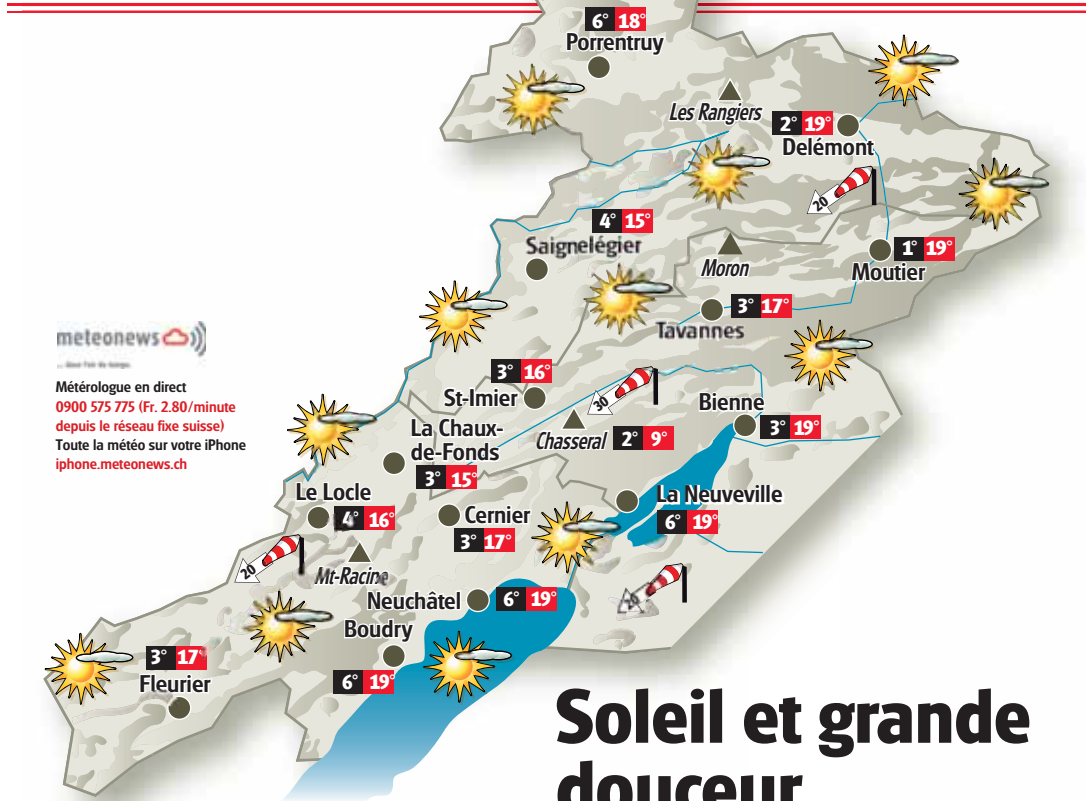 6° 18°
Porrentruy
Les Rangiers
2° 19°
Delémont
20
4° 15°
Saignelégier
Moron
1° 19°
Moutier
3° 17°
Tavannes
meteonews
Métérologue en direct
0900 575 775 (Fr. 2.80/minute
depuis le réseau fixe suisse)
Toute la météo sur votre iPhone
iphone.meteonews.ch
3° 16°
St-Imier
30
Chasseral 2° 9°
Bienne
3° 19°
La Chaux-
de-Fonds
3° 15°
Le Locle
4° 16°
Cernier
3° 17°
La Neuveville
6° 19°
20
Mt-Racine
20
Neuchâtel 6° 19°
Boudry
6° 19°
3° 17°
Fleurier
Soleil et grande
douceur